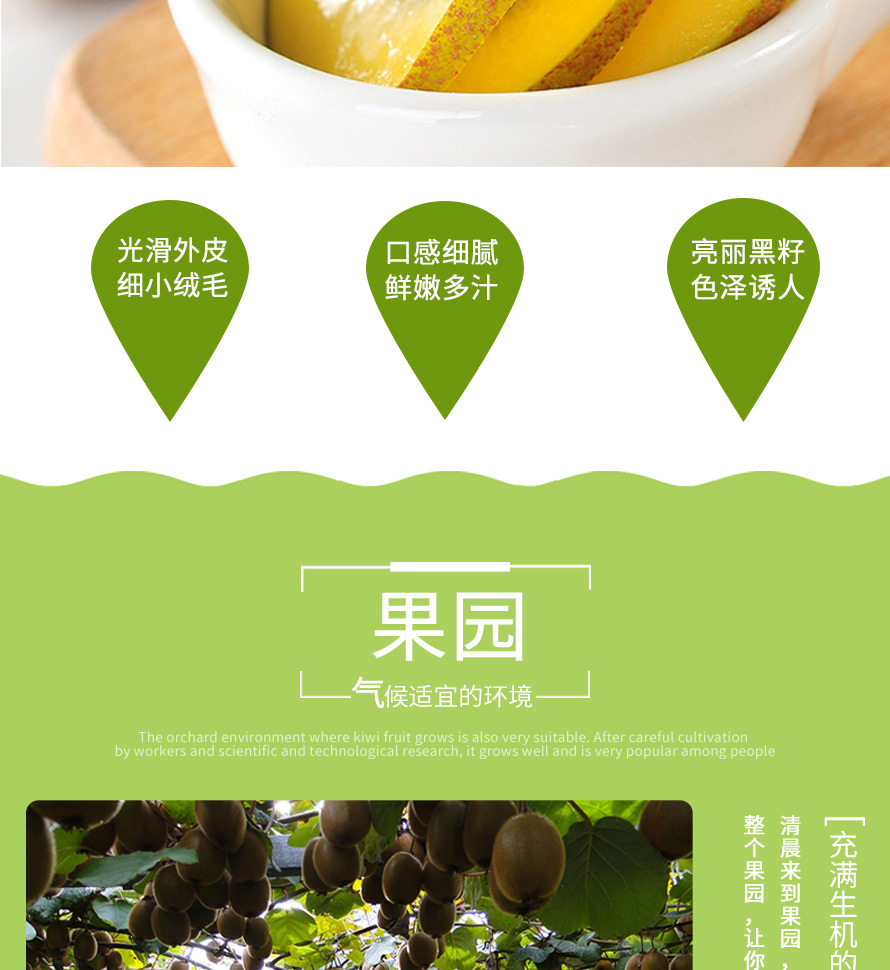 光滑外皮
细小绒毛
口感细腻
鲜嫩多汁
亮丽黑籽
色泽诱人
果园
气候适宜的环境
The orchard environment where kiwi fruit grows is also very suitable. After careful cultivation
by workers and scientific and technological research, it grows well and is very popular among people
充满生机的
清晨来到果园，
整个果园，让你